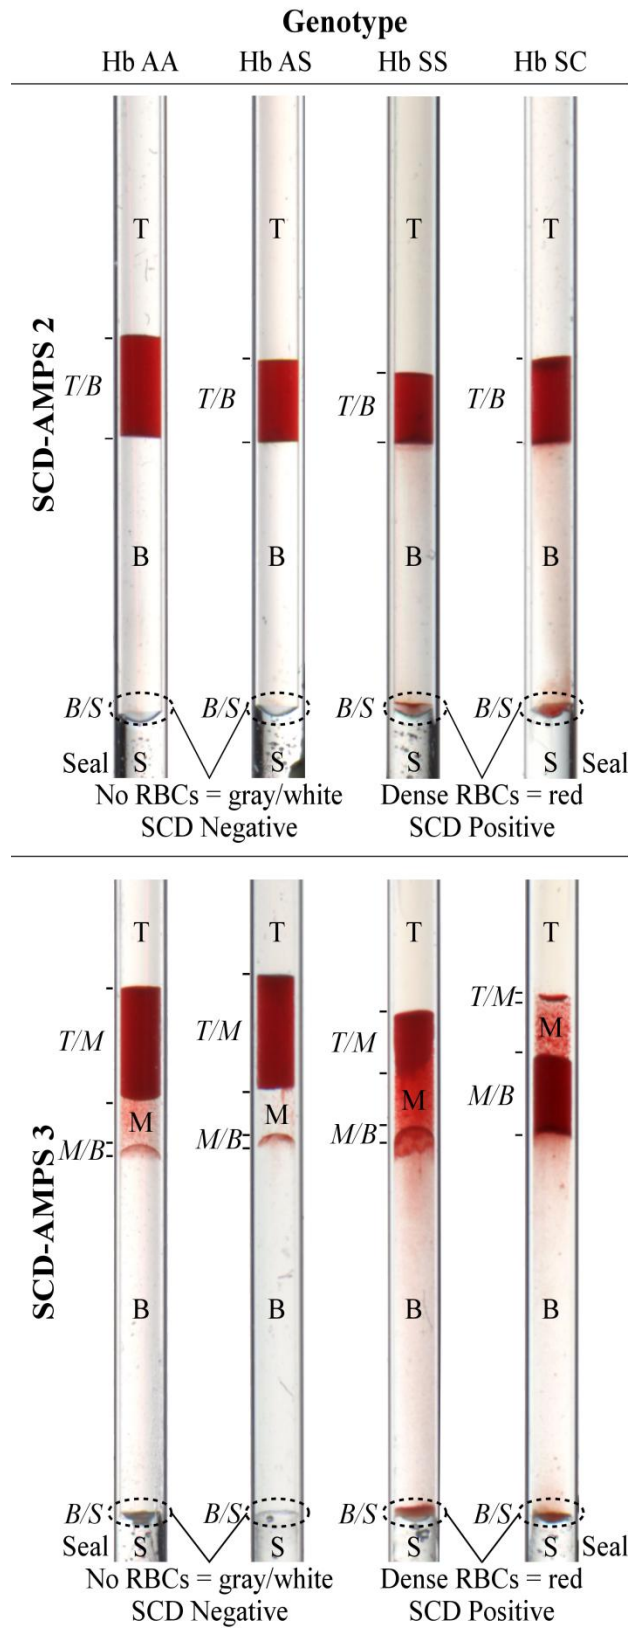 Genotype
Hb AA Hb AS Hb SS Hb SC
SCD-AMPS 2
T T T T
T/B T/B T/B T/B
B B B B
B/S B/S B/S B/S
Seal S S S S Seal
No RBCs = gray/white Dense RBCs = red
SCD Negative SCD Positive
SCD-AMPS 3
T T T T
T/M T/M T/M T/M
M M M M
M/B M/B M/B M/B
B B B B
B/S B/S B/S B/S
Seal S S S S Seal
No RBCs = gray/white Dense RBCs = red
SCD Negative SCD Positive